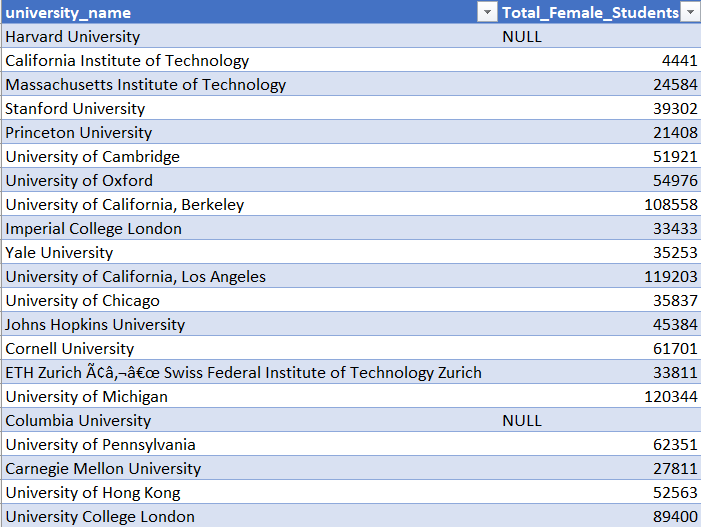 university_name Total_Female_Students
Harvard University NULL
California Institute of Technology 4441
Massachusetts Institute of Technology 24584
Stanford University 39302
Princeton University 21408
University of Cambridge 51921
University of Oxford 54976
University of California, Berkeley 108558
Imperial College London 33433
Yale University 35253
University of California, Los Angeles 119203
University of Chicago 35837
Johns Hopkins University 45384
Cornell University 61701
ETH Zurich Ã¢â‚¬â€œ Swiss Federal Institute of Technology Zurich 33811
University of Michigan 120344
Columbia University NULL
University of Pennsylvania 62351
Carnegie Mellon University 27811
University of Hong Kong 52563
University College London 89400